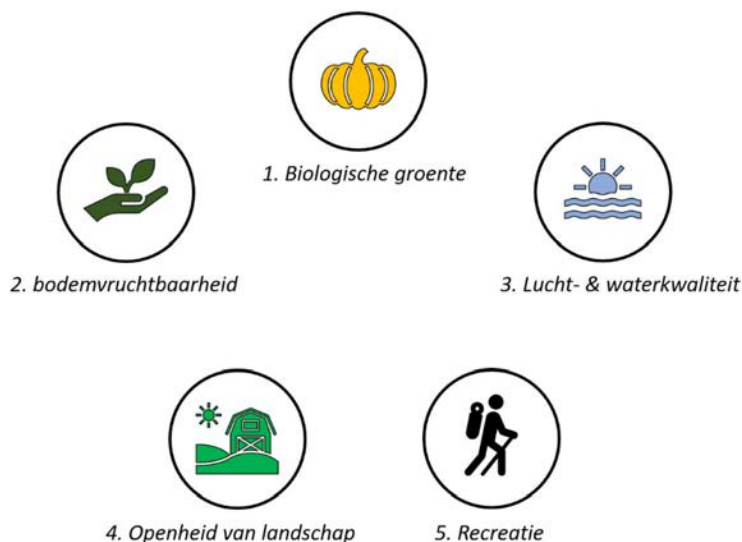 1. Biologische groente
2. bodemvruchtbaarheid
3. Lucht- & waterkwaliteit
4. Openheid van landschap
5. Recreatie